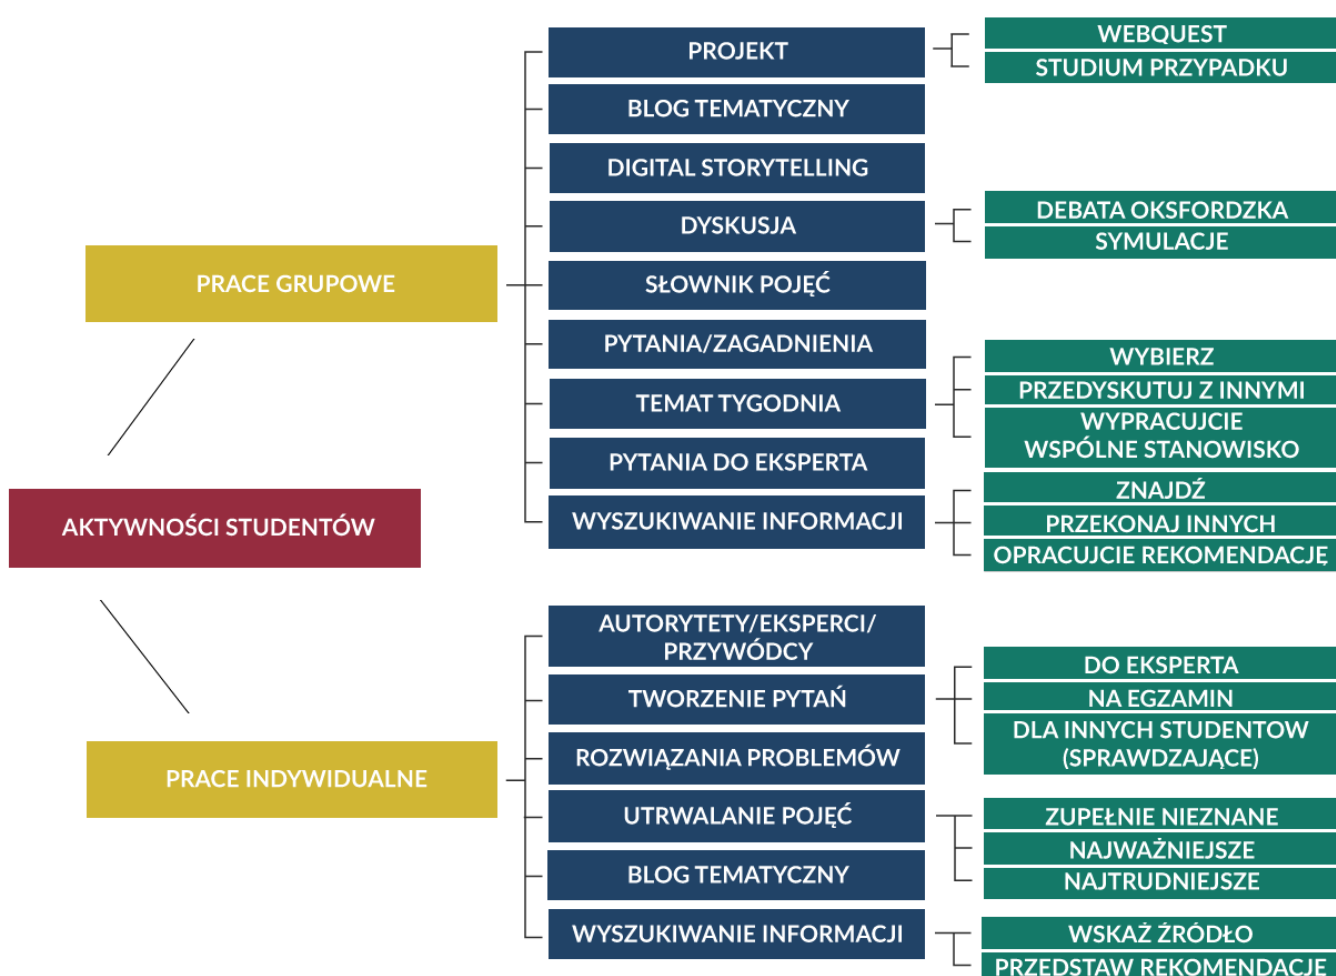 PROJEKT
WEBQUEST
STUDIUM PRZYPADKU
BLOG TEMATYCZNY
DIGITAL STORYTELLING
DYSKUSJA
DEBATA OKSFORDZKA
SYMULACJE
PRACE GRUPOWE
SŁOWNIK POJĘĆ
PYTANIA/ZAGADNIENIA
TEMAT TYGODNIA
WYBIERZ
PRZEDYSKUTUJ Z INNYMI
WYPRACUJCIE
WSPÓLNE STANOWISKO
PYTANIA DO EKSPERTA
WYSZUKIWANIE INFORMACJI
ZNAJDŹ
PRZEKONAJ INNYCH
OPRACUJCIE REKOMENDACJĘ
AKTYWNOŚCI STUDENTÓW
AUTORYTETY/EKSPERCI/
PRZYWÓDCY
TWORZENIE PYTAŃ
DO EKSPERTA
NA EGZAMIN
DLA INNYCH STUDENTOW
(SPRAWDZAJĄCE)
ROZWIĄZANIA PROBLEMÓW
PRACE INDYWIDUALNE
UTRWALANIE POJĘĆ
ZUPEŁNIE NIEZNANE
NAJWAŻNIEJSZE
NAJTRUDNIEJSZE
BLOG TEMATYCZNY
WYSZUKIWANIE INFORMACJI
WSKAŻ ŹRÓDŁO
PRZEDSTAW REKOMENDACJĘ